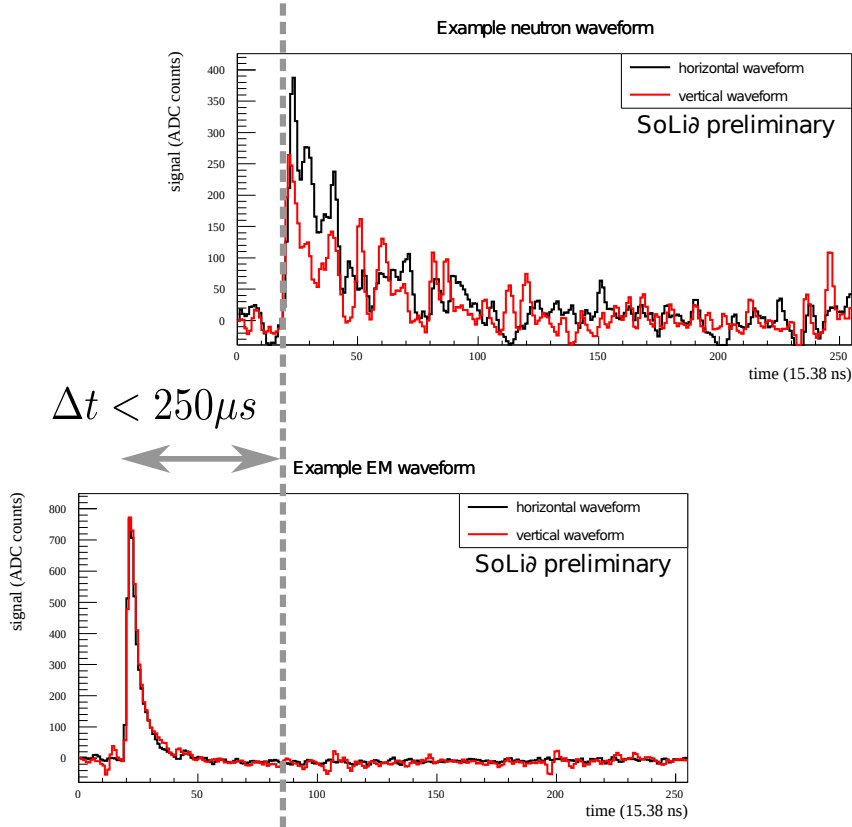 Example neutron waveform
signal (ADC counts)
400
350
300
250
200
150
100
50
0
horizontal waveform
vertical waveform
SoLi∂ preliminary
0 50 100 150 200 250
time (15.38 ns)
Δt < 250μs
Example EM waveform
signal (ADC counts)
800
700
600
500
400
300
200
100
0
horizontal waveform
vertical waveform
SoLi∂ preliminary
0 50 100 150 200 250
time (15.38 ns)